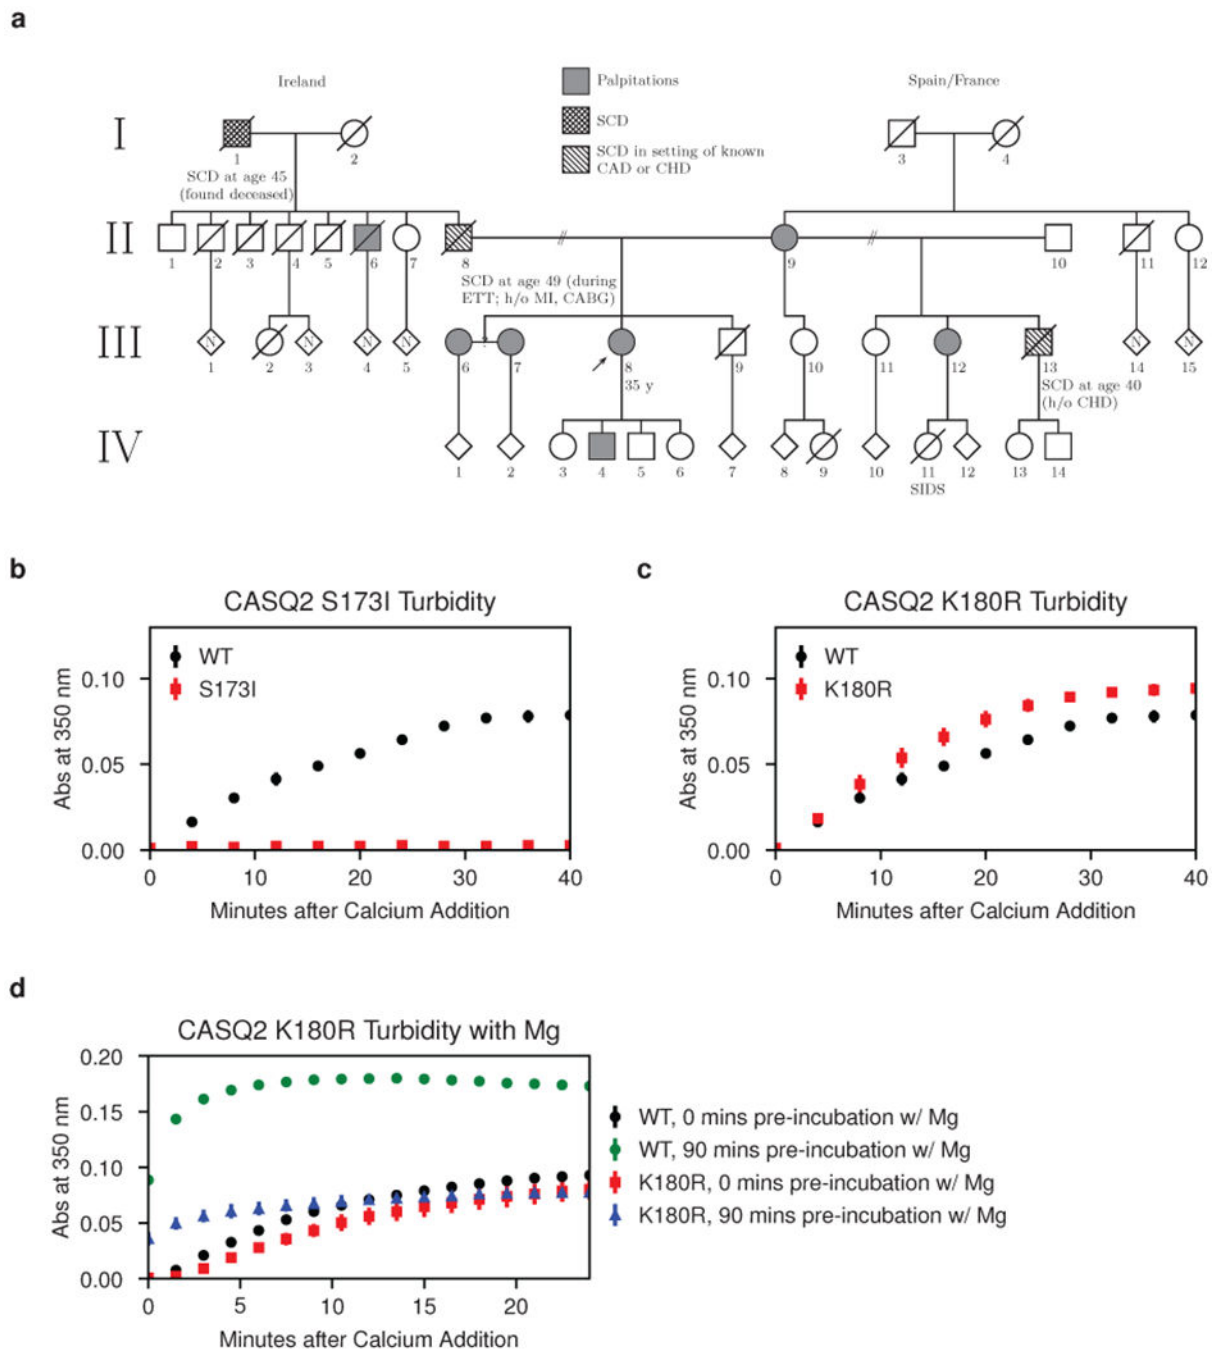 a
Ireland
Palpitations
Spain/France
SCD
SCD in setting of known
CAD or CHD
I
1
2
3
4
SCD at age 45
(found deceased)
II
1
2
3
4
5
6
7
8
9
10
11
12
SCD at age 49 (during
ETT; h/o MI, CABG)
III
N
N
N
N
?
N
N
1
2
3
4
5
6
7
8
9
10
11
12
13
14
15
35 y
SCD at age 40
(h/o CHD)
IV
1
2
3
4
5
6
7
8
9
10
11
12
13
14
SIDS
b
CASQ2 S173I Turbidity
WT
S173I
Abs at 350 nm
0.10
0.05
0.00
0
10
20
30
40
Minutes after Calcium Addition
c
CASQ2 K180R Turbidity
WT
K180R
Abs at 350 nm
0.10
0.05
0.00
0
10
20
30
40
Minutes after Calcium Addition
d
CASQ2 K180R Turbidity with Mg
Abs at 350 nm
0.20
0.15
0.10
0.05
0.00
0
5
10
15
20
Minutes after Calcium Addition
WT, 0 mins pre-incubation w/ Mg
WT, 90 mins pre-incubation w/ Mg
K180R, 0 mins pre-incubation w/ Mg
K180R, 90 mins pre-incubation w/ Mg